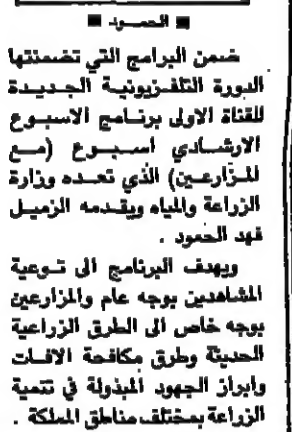 ■ الحمود ■
ضمن البرامج التي تضمنتها
الدورة التلفزيونية الجديدة
للقناة الاولى برنامج الاسبوع
الارشادي اسبوع (مع
المزارعين) الذي تعده وزارة
الزراعة والمياه ويقدمه الزميل
فهد الحمود .
ويهدف البرنامج الى توعية
المشاهدين بوجه عام والمزارعين
بوجه خاص الى الطرق الزراعية
الحديثة وطرق مكافحة الافات
وابراز الجهود المبذولة في تنمية
الزراعة بمختلف مناطق المملكة .